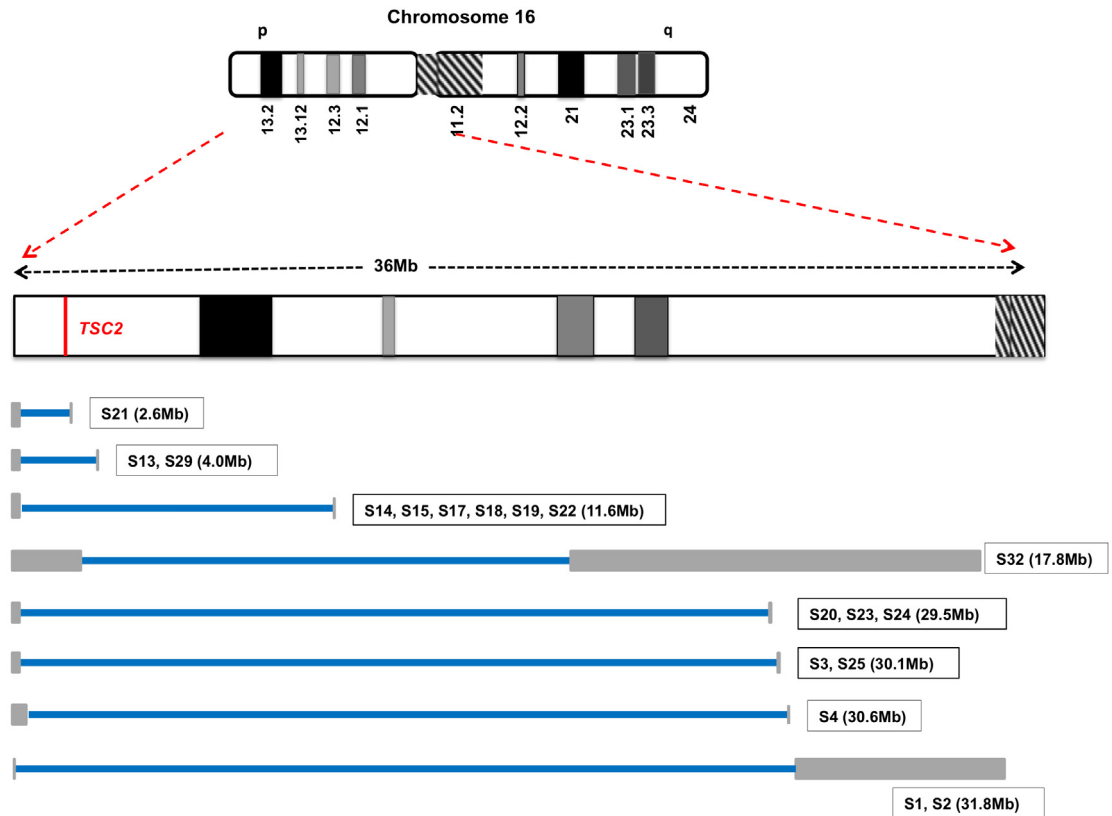 Chromosome 16
p q
13.2 13.12 12.3 12.1 11.2 12.2 21 23.1 23.3 24
36Mb
TSC2
S21 (2.6Mb)
S13, S29 (4.0Mb)
S14, S15, S17, S18, S19, S22 (11.6Mb)
S32 (17.8Mb)
S20, S23, S24 (29.5Mb)
S3, S25 (30.1Mb)
S4 (30.6Mb)
S1, S2 (31.8Mb)